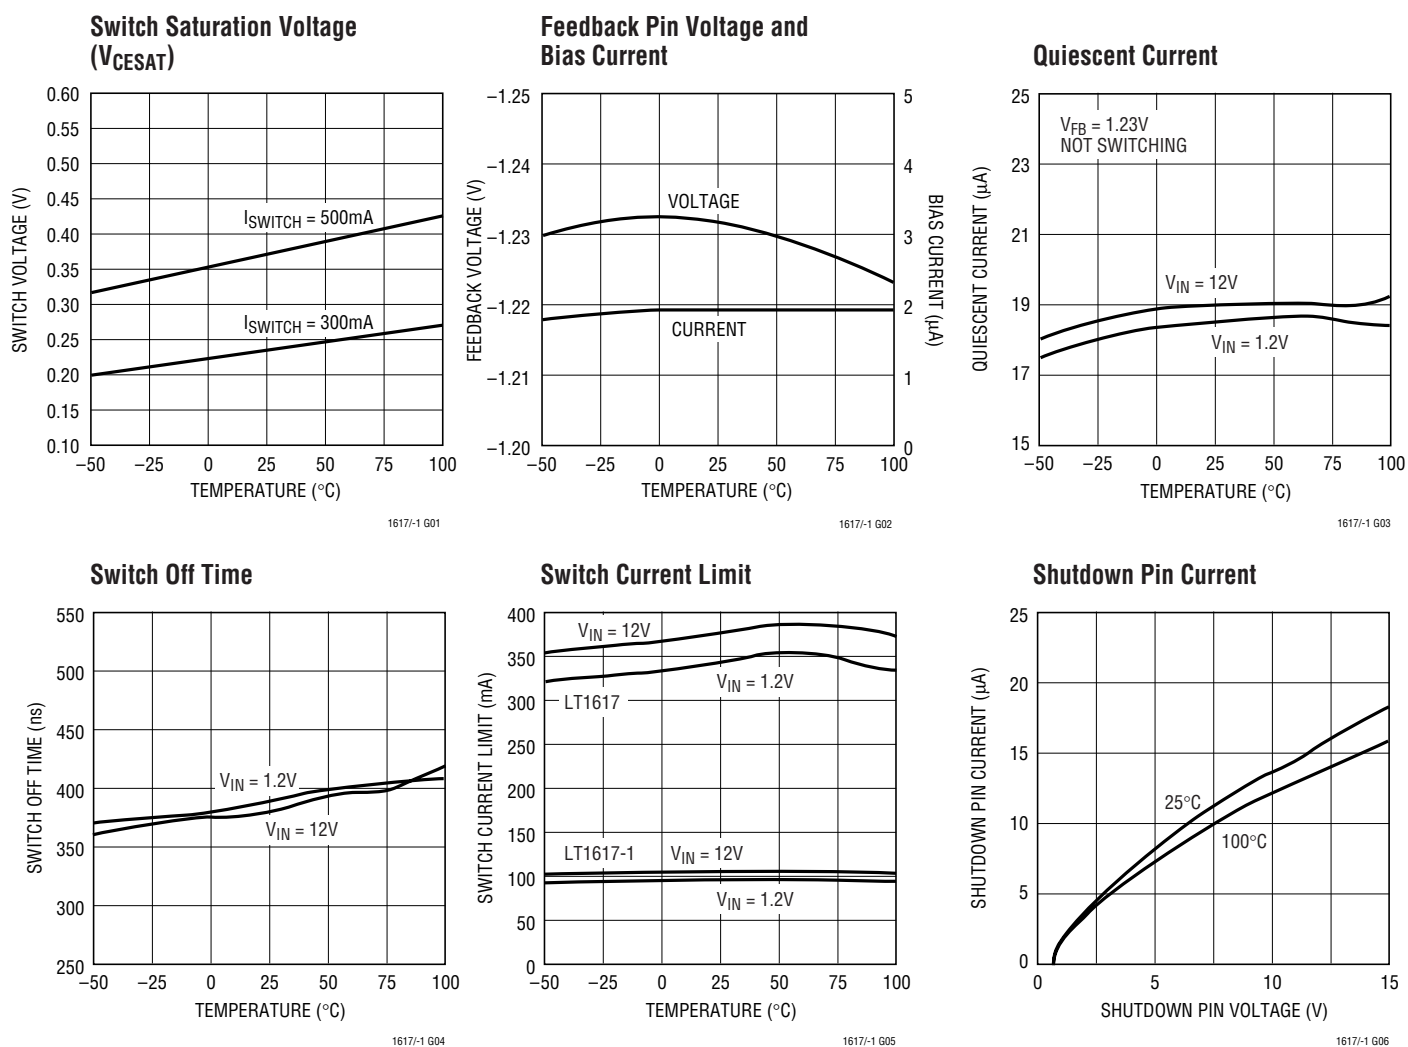 Switch Saturation Voltage
(VCESAT)
0.60
0.55
0.50
0.45
0.40
0.35
0.30
0.25
0.20
0.15
0.10
SWITCH VOLTAGE (V)
ISWITCH = 500mA
ISWITCH = 300mA
–50 –25 0 25 50 75 100
TEMPERATURE (°C)
1617/-1 G01
Feedback Pin Voltage and
Bias Current
–1.25
–1.24
–1.23
–1.22
–1.21
–1.20
FEEDBACK VOLTAGE (V)
VOLTAGE
CURRENT
5
4
3
2
1
0
BIAS CURRENT (µA)
–50 –25 0 25 50 75 100
TEMPERATURE (°C)
1617/-1 G02
Quiescent Current
25
23
21
19
17
15
QUIESCENT CURRENT (µA)
VFB = 1.23V
NOT SWITCHING
VIN = 12V
VIN = 1.2V
–50 –25 0 25 50 75 100
TEMPERATURE (°C)
1617/-1 G03
Switch Off Time
550
500
450
400
350
300
250
SWITCH OFF TIME (ns)
VIN = 1.2V
VIN = 12V
–50 –25 0 25 50 75 100
TEMPERATURE (°C)
1617/-1 G04
Switch Current Limit
400
350
300
250
200
150
100
50
0
SWITCH CURRENT LIMIT (mA)
VIN = 12V
VIN = 1.2V
LT1617
LT1617-1
VIN = 12V
VIN = 1.2V
–50 –25 0 25 50 75 100
TEMPERATURE (°C)
1617/-1 G05
Shutdown Pin Current
25
20
15
10
5
0
SHUTDOWN PIN CURRENT (µA)
25°C
100°C
0 5 10 15
SHUTDOWN PIN VOLTAGE (V)
1617/-1 G06